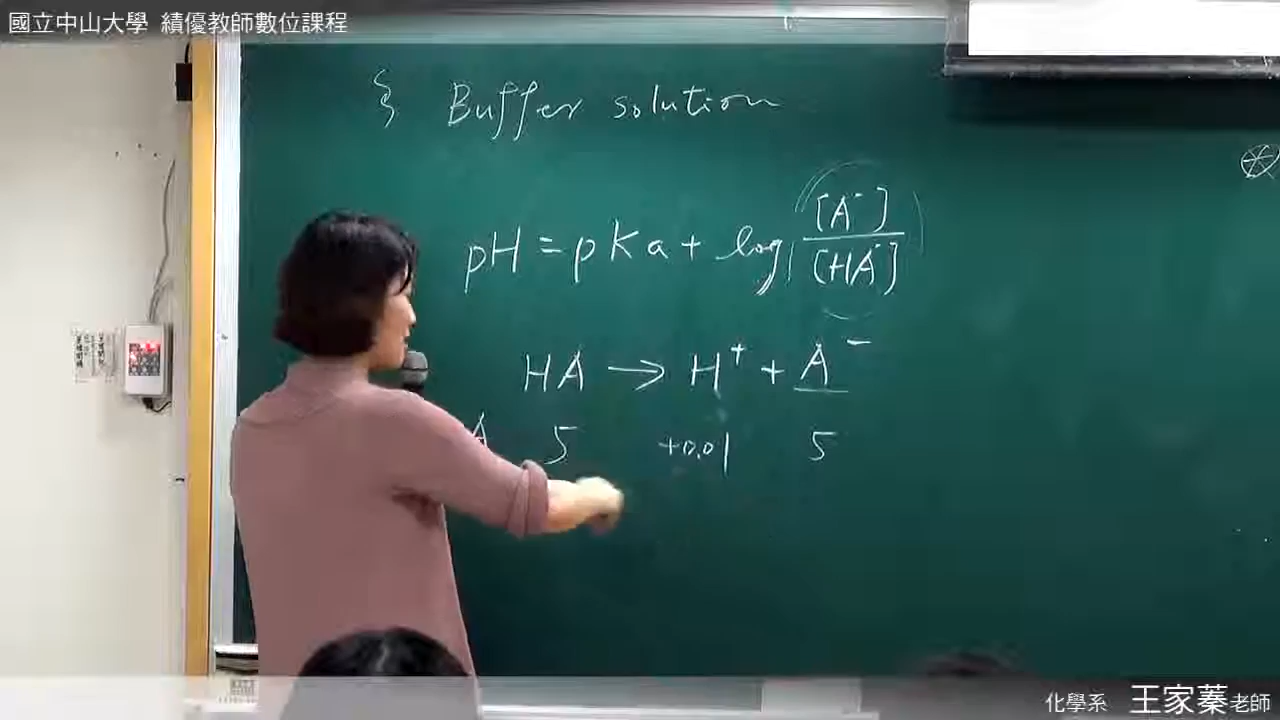 國立中山大學 績優教師數位課程
§ Buffer solution
pH = pKa + log [A⁻]/[HA]
HA → H⁺ + A⁻
A 5 +0.01 5
化學系 王家蓁老師